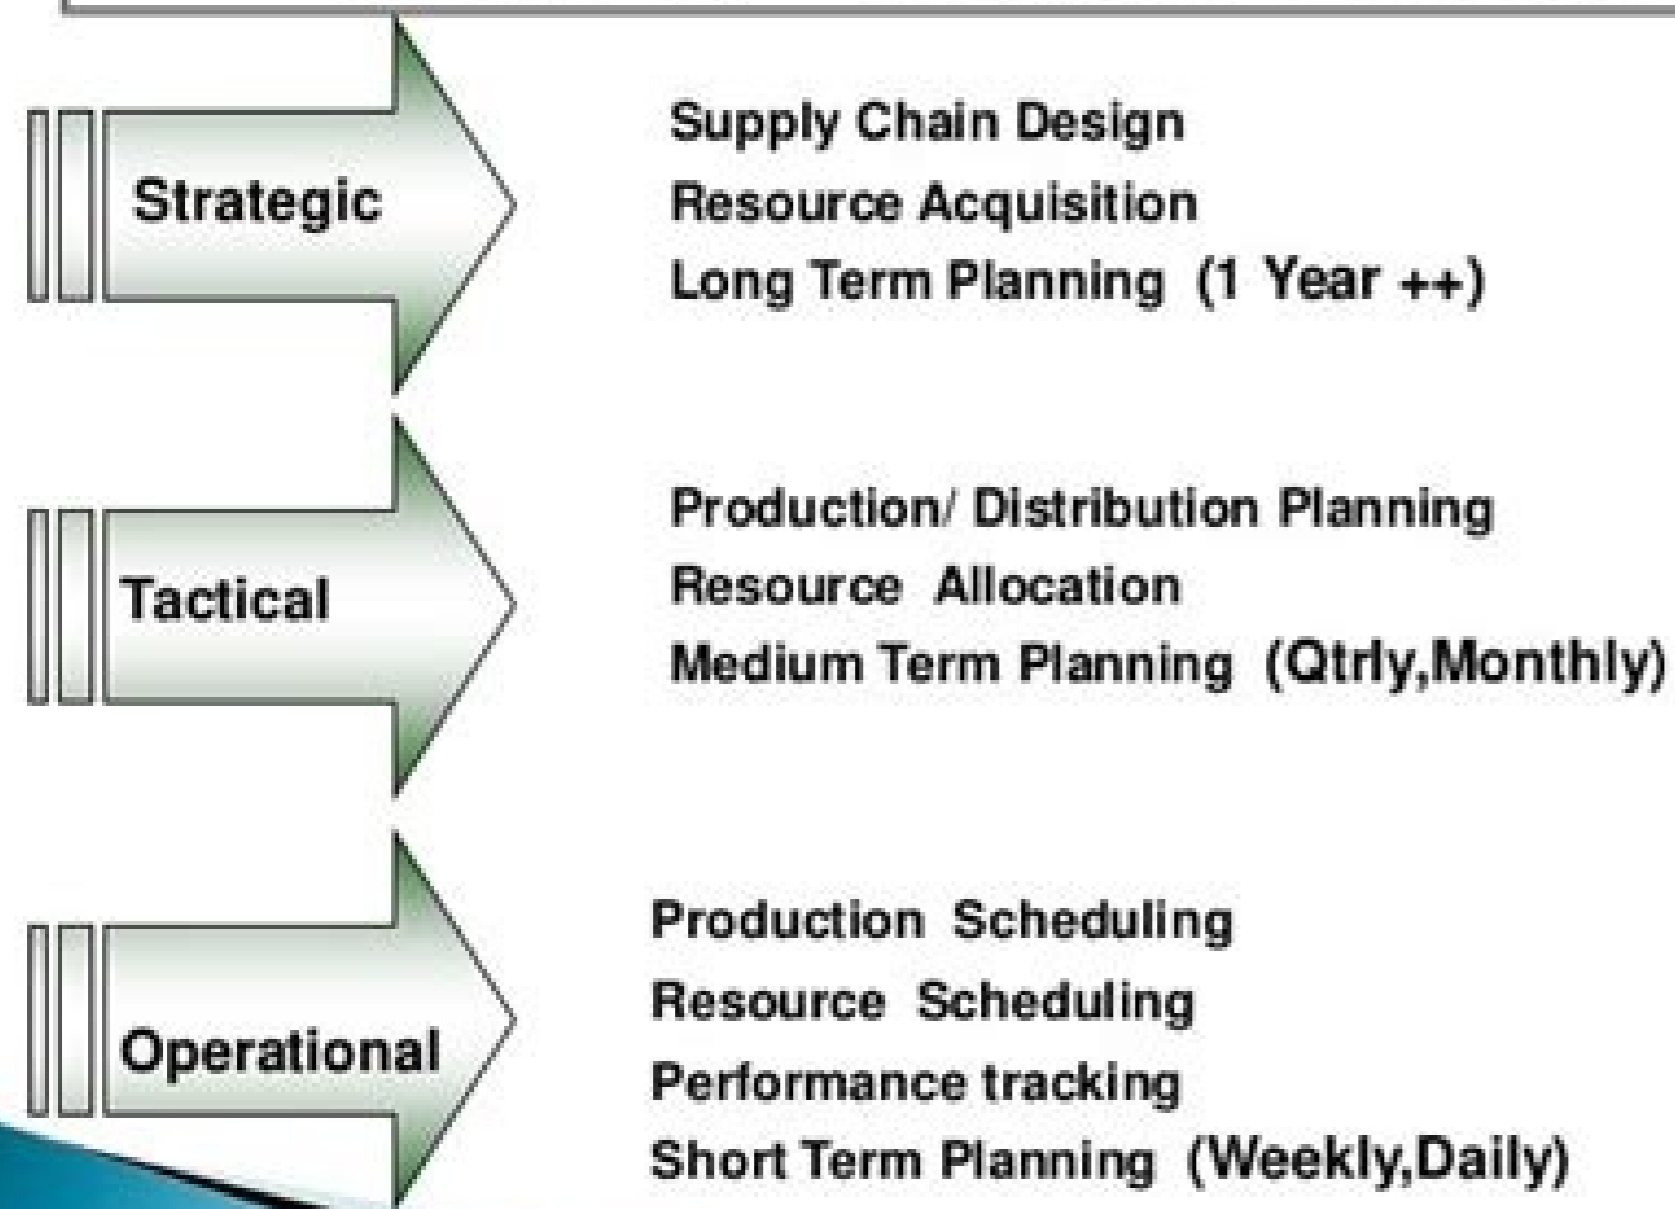 Strategic
Supply Chain Design
Resource Acquisition
Long Term Planning (1 Year ++)
Tactical
Production/ Distribution Planning
Resource Allocation
Medium Term Planning (Qtrly,Monthly)
Operational
Production Scheduling
Resource Scheduling
Performance tracking
Short Term Planning (Weekly,Daily)